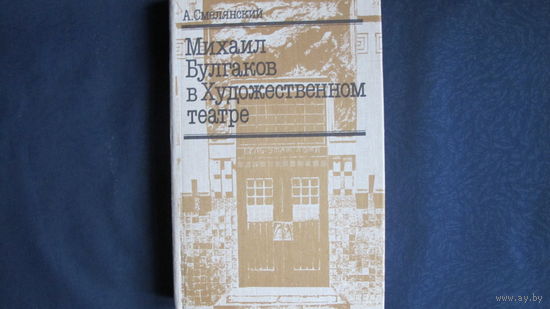 А.Смелянский
Михаил
Булгаков
в Художественном
театре
www.ay.by